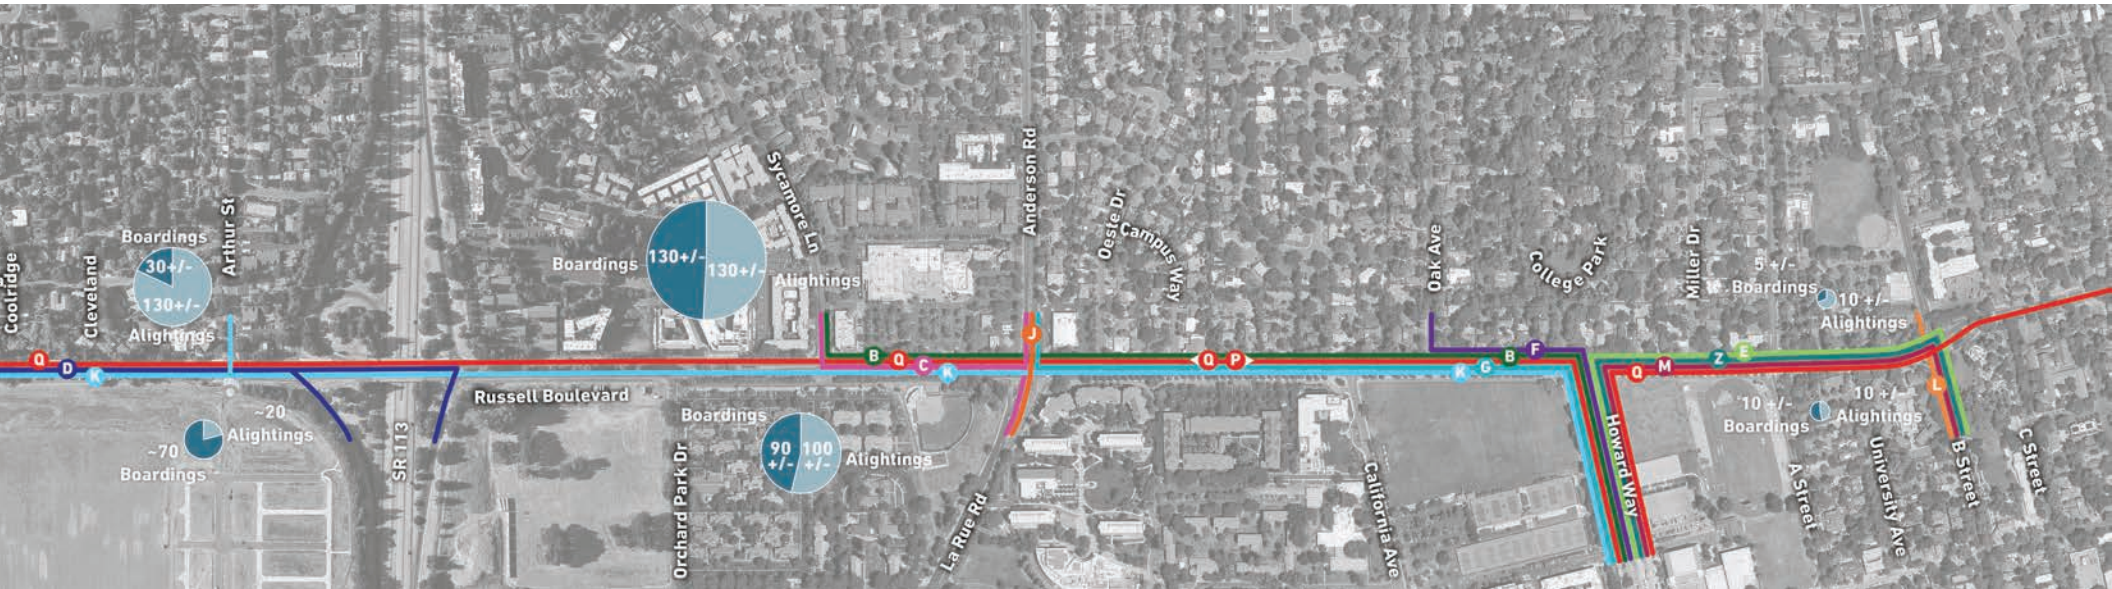 Coolridge
Cleveland
Boardings
30+/-
130+/-
Alightings
Arthur St
Q
D
K
~20
Alightings
~70
Boardings
SR 113
Russell Boulevard
Boardings
130+/-
130+/-
Alightings
Sycamore Ln
Orchard Park Dr
Boardings
90
+/-
100
+/-
Alightings
B
Q
C
K
La Rue Rd
Anderson Rd
J
Oeste Dr
Campus Way
Q
P
California Ave
Oak Ave
K
G
B
F
College Park
Howard Way
Miller Dr
Q
M
Z
E
5 +/-
Boardings
10 +/-
Alightings
10 +/-
Boardings
10 +/-
Alightings
A Street
University Ave
L
B Street
C Street